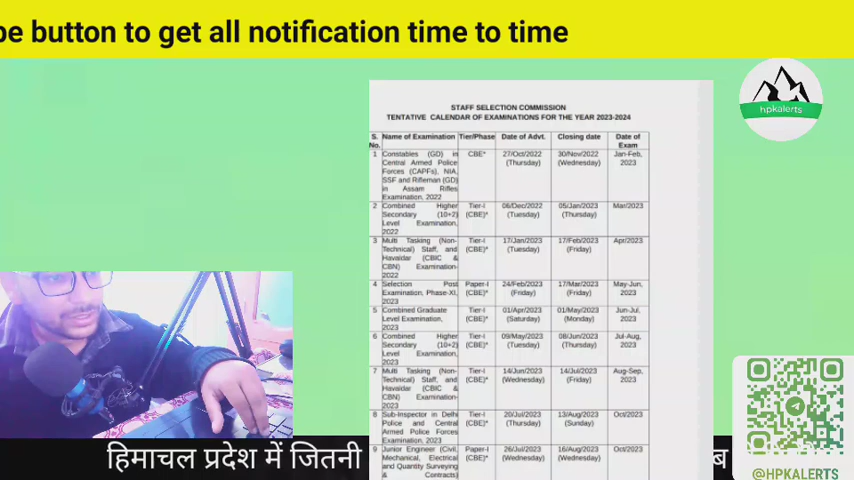 be button to get all notification time to time
hpkalerts
STAFF SELECTION COMMISSION
TENTATIVE CALENDAR OF EXAMINATIONS FOR THE YEAR 2023-2024
S. No. Name of Examination Tier/Phase Date of Advt. Closing date Date of Exam
1 Constables (GD) in Central Armed Police Forces (CAPFs), NIA, SSF and Rifleman (GD) in Assam Rifles Examination, 2022 CBE* 27/Oct/2022 (Thursday) 30/Nov/2022 (Wednesday) Jan-Feb, 2023
2 Combined Higher Secondary (10+2) Level Examination, 2022 Tier-I (CBE)* 06/Dec/2022 (Tuesday) 05/Jan/2023 (Thursday) Mar/2023
3 Multi Tasking (Non-Technical) Staff, and Havaldar (CBIC & CBN) Examination-2022 Tier-I (CBE)* 17/Jan/2023 (Tuesday) 17/Feb/2023 (Friday) Apr/2023
4 Selection Post Examination, Phase-XI, 2023 Paper-I (CBE)* 24/Feb/2023 (Friday) 17/Mar/2023 (Friday) May-Jun, 2023
5 Combined Graduate Level Examination, 2023 Tier-I (CBE)* 01/Apr/2023 (Saturday) 01/May/2023 (Monday) Jun-Jul, 2023
6 Combined Higher Secondary (10+2) Level Examination, 2023 Tier-I (CBE)* 09/May/2023 (Tuesday) 08/Jun/2023 (Thursday) Jul-Aug, 2023
7 Multi Tasking (Non-Technical) Staff, and Havaldar (CBIC & CBN) Examination-2023 Tier-I (CBE)* 14/Jun/2023 (Wednesday) 14/Jul/2023 (Friday) Aug-Sep, 2023
8 Sub-Inspector in Delhi Police and Central Armed Police Forces Examination, 2023 Tier-I (CBE)* 20/Jul/2023 (Thursday) 13/Aug/2023 (Sunday) Oct/2023
9 Junior Engineer (Civil, Mechanical, Electrical and Quantity Surveying & Contracts) Paper-I (CBE)* 26/Jul/2023 (Wednesday) 16/Aug/2023 (Wednesday) Oct/2023
हिमाचल प्रदेश में जितनी
ब
@HPKALERTS